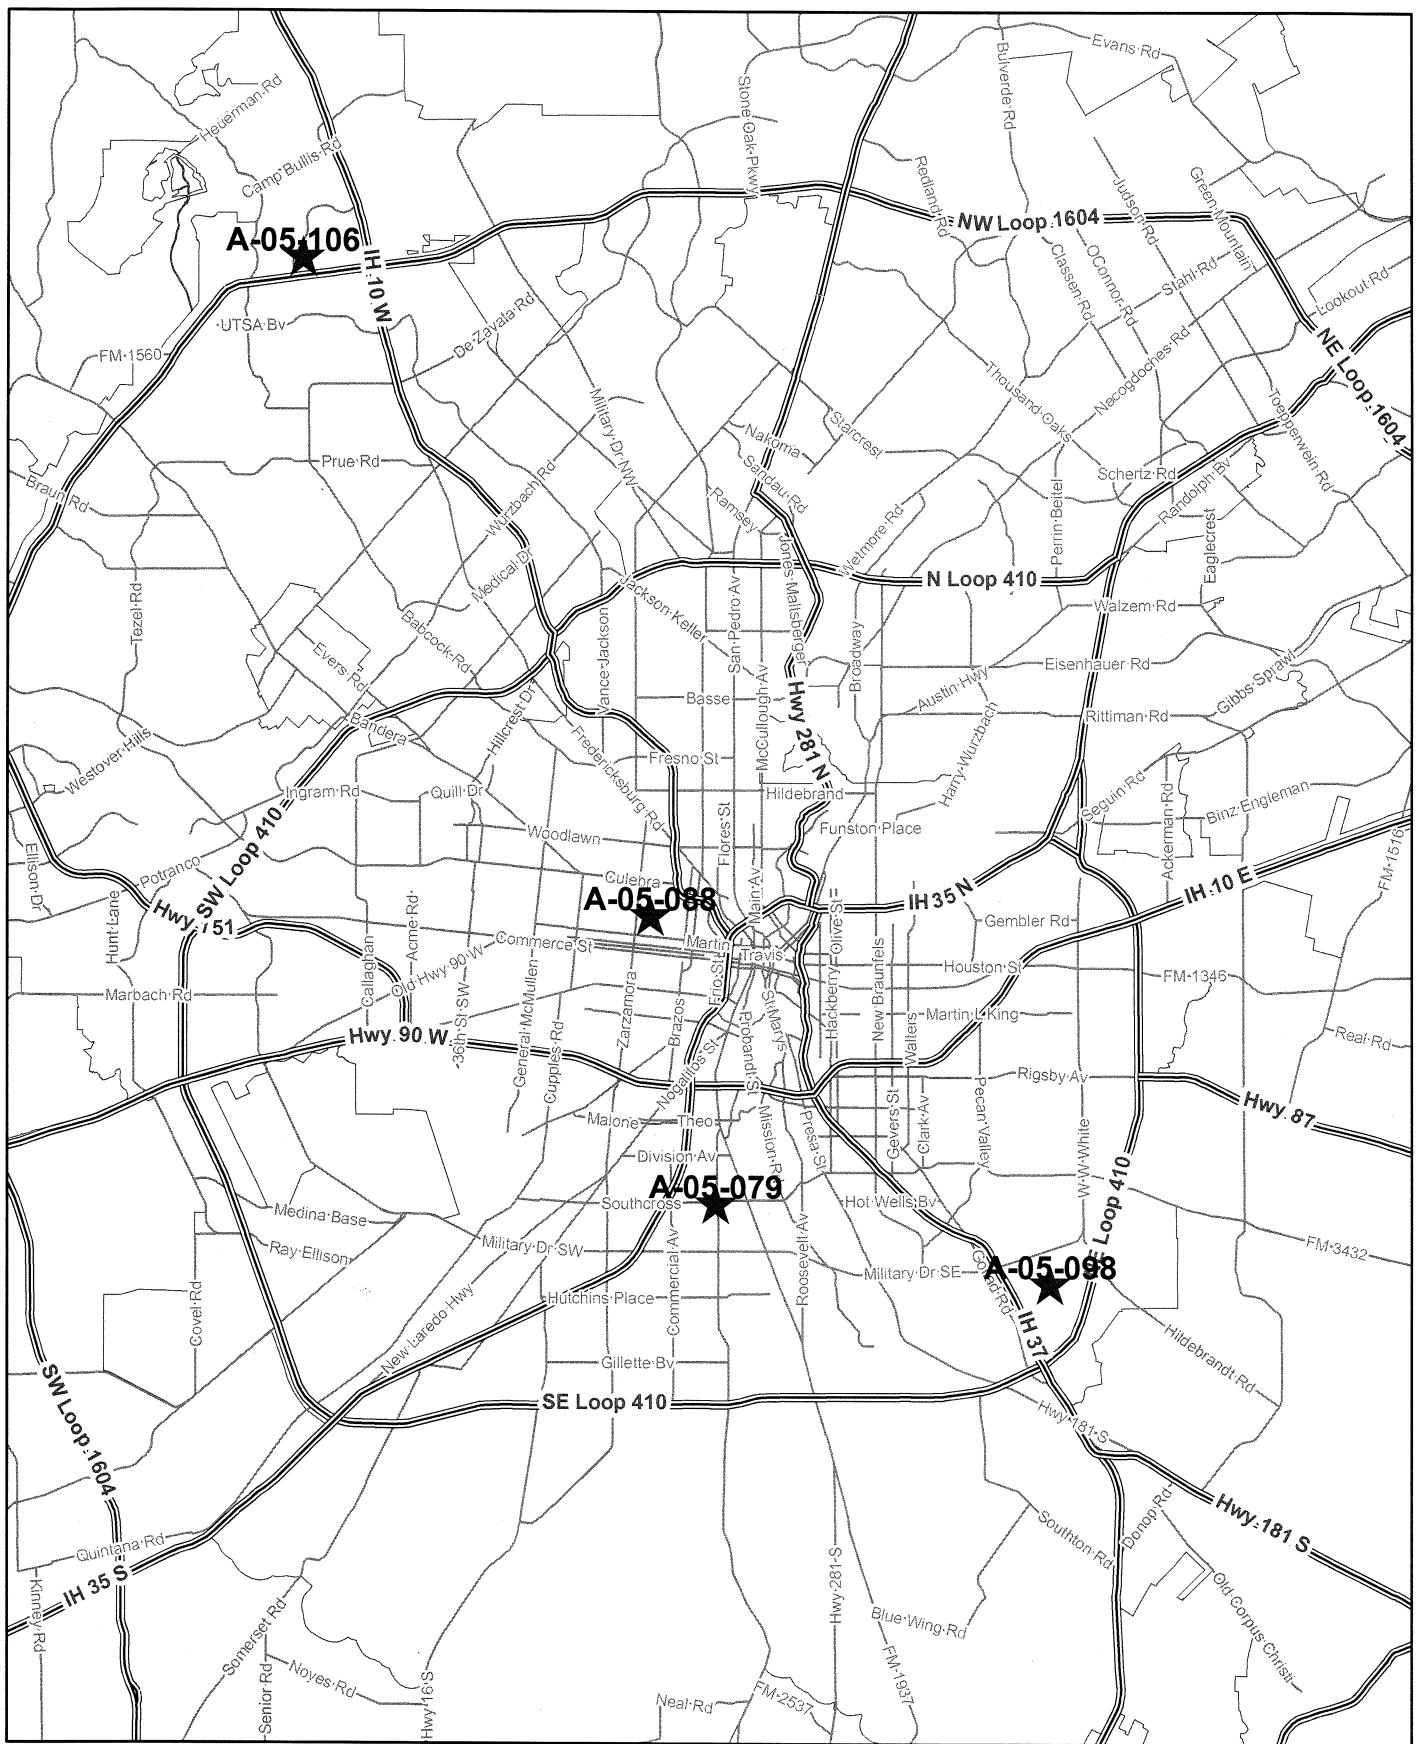 Evans Rd
Bulverde Rd
Stone Oak Pkwy
Heuerman Rd
Camp Bullis Rd
Redland Rd
Judson Rd
Green Mountain
NW Loop 1604
A-05-106
IH 10 W
Classen Rd
OConnor Rd
Stahl Rd
Lookout Rd
UTSA Bv
De Zavala Rd
FM 1560
NE Loop 1604
Nacogdoches Rd
Thousand Oaks
Toepperwein Rd
Military Dr NW
Starcrest
Nakoma
Sandau Rd
Prue Rd
Schertz Rd
Braun Rd
Wurzbach Rd
Ramsey
Wetmore Rd
Perrin Beitel
Randolph Bv
Eaglecrest
Jones Maltsberger
Medical Dr
N Loop 410
Jackson Keller
San Pedro Av
Walzem Rd
Tezel Rd
Babcock Rd
Vance Jackson
Broadway
Evers Rd
Eisenhauer Rd
Gibbs Sprawl
Basse
McCullough Av
Austin Hwy
Harry Wurzbach
Rittiman Rd
Bandera
Hillcrest Dr
Hwy 281 N
Westover Hills
Fredericksburg Rd
Fresno St
Ingram Rd
Quill Dr
Hildebrand
Seguin Rd
Ackerman Rd
Binz Engleman
Woodlawn
Flores St
Funston Place
FM 1516
Ellison Dr
Potranco
SW Loop 410
Culebra
Main Av
IH 35 N
IH 10 E
A-05-088
Hunt Lane
Hwy 151
Acme Rd
Callaghan
Old Hwy 90 W
Commerce St
Martin
Travis
Olive St
Gembler Rd
Houston St
FM 1346
Marbach Rd
36th St SW
General McMullen
Cupples Rd
Zarzamora
Brazos
Frio St
St Marys
Probandt St
Hackberry
New Braunfels
Walters
Martin L King
Real Rd
Hwy 90 W
Nogalitos St
Rigsby Av
Hwy 87
Malone
Theo
Mission Rd
Presa St
Gevers St
Clark Av
Pecan Valley
W W White
Division Av
A-05-079
Southcross
Hot Wells Bv
E Loop 410
Medina Base
Ray Ellison
Military Dr SW
Commercial Av
Roosevelt Av
Military Dr SE
Goliad Rd
A-05-098
FM 3432
Covel Rd
New Laredo Hwy
Hutchins Place
IH 37
Hildebrandt Rd
Gillette Bv
SW Loop 1604
SE Loop 410
Hwy 181 S
Hwy 181 S
Quintana Rd
IH 35 S
Southton Rd
Donop Rd
Kinney Rd
Somerset Rd
Senior Rd
Noyes Rd
Hwy 16 S
Hwy 281 S
Blue Wing Rd
FM 1937
Old Corpus Christi
Neal Rd
FM 2537